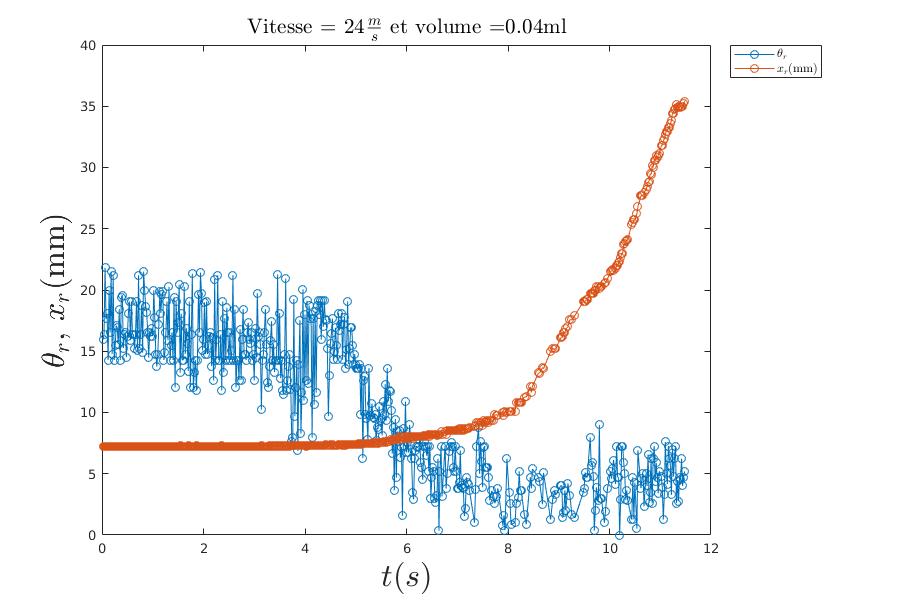 Vitesse = 24 m/s et volume =0.04ml
θr
xr(mm)
40
35
30
25
20
15
10
5
0
θr, xr(mm)
0 2 4 6 8 10 12
t(s)